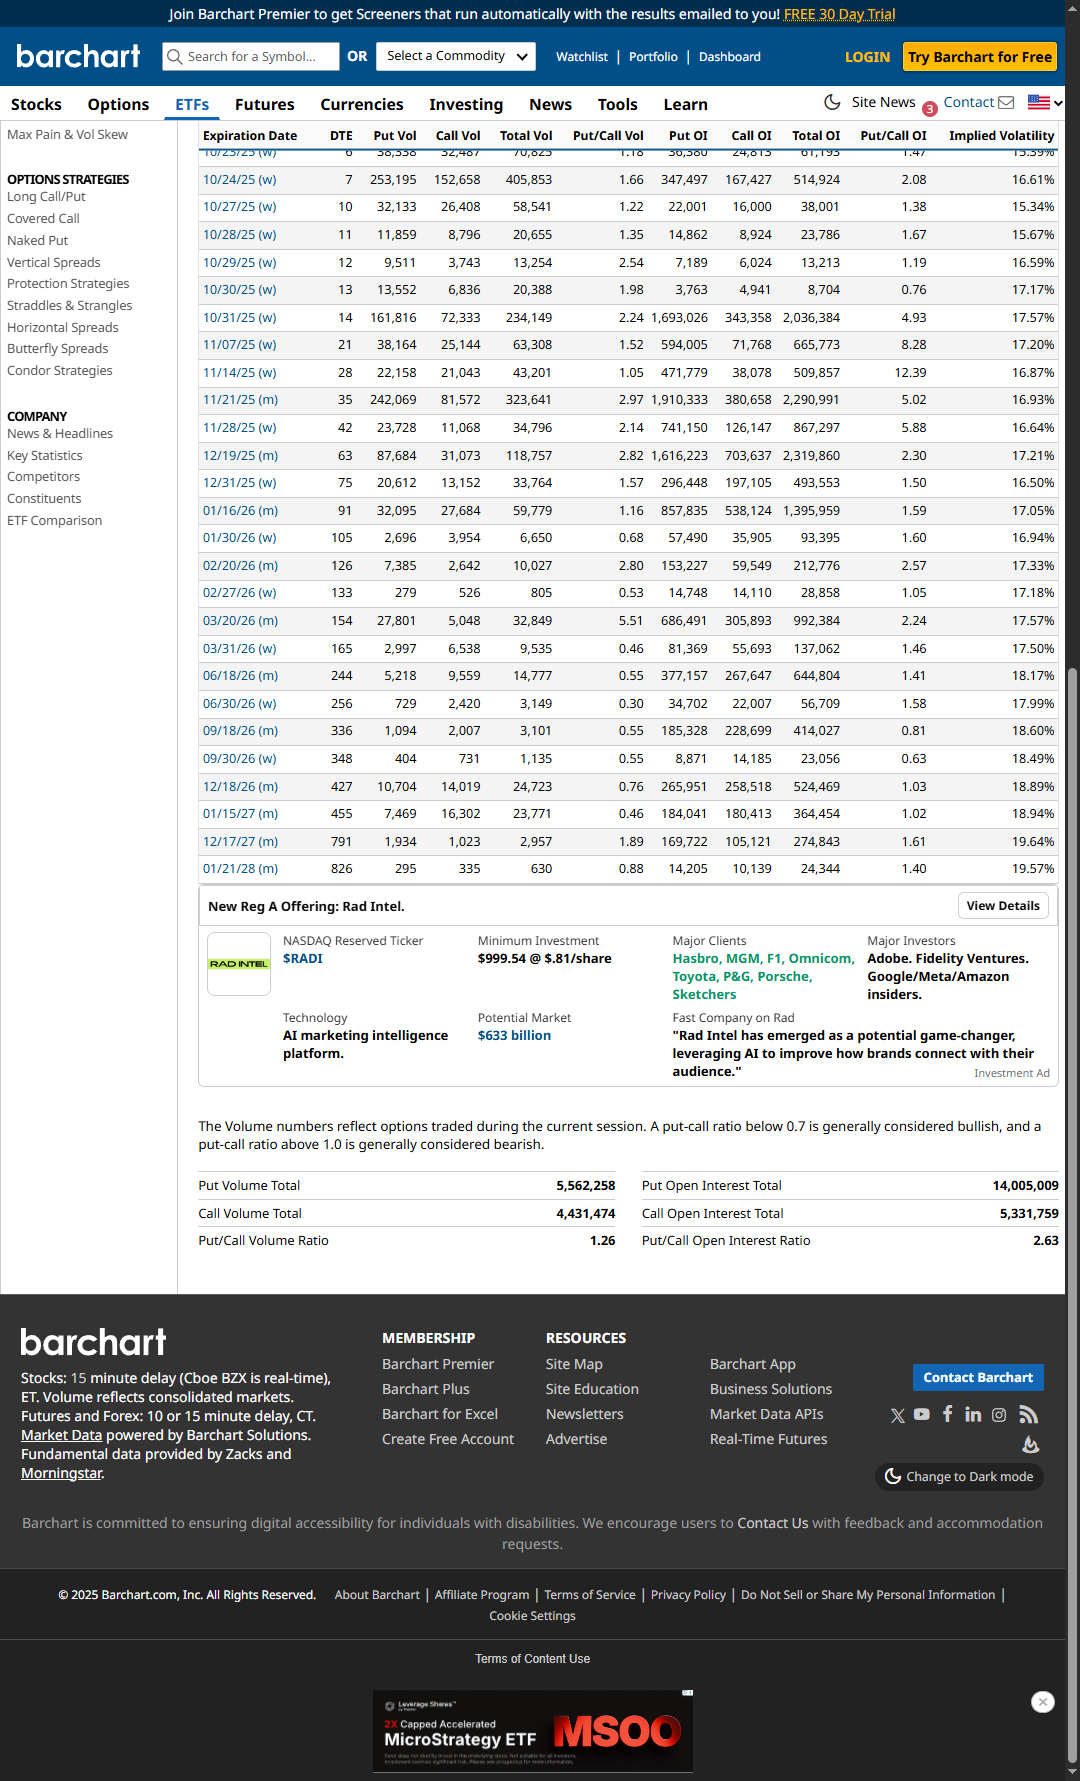 Join Barchart Premier to get Screeners that run automatically with the results emailed to you! FREE 30 Day Trial
barchart Search for a Symbol... OR Select a Commodity Watchlist | Portfolio | Dashboard LOGIN Try Barchart for Free
Stocks Options ETFs Futures Currencies Investing News Tools Learn Site News 3 Contact
Max Pain & Vol Skew
OPTIONS STRATEGIES
Long Call/Put
Covered Call
Naked Put
Vertical Spreads
Protection Strategies
Straddles & Strangles
Horizontal Spreads
Butterfly Spreads
Condor Strategies
COMPANY
News & Headlines
Key Statistics
Competitors
Constituents
ETF Comparison
Expiration Date DTE Put Vol Call Vol Total Vol Put/Call Vol Put OI Call OI Total OI Put/Call OI Implied Volatility
10/23/25 (w) 6 38,338 32,487 70,825 1.18 36,380 24,813 61,193 1.47 15.39%
10/24/25 (w) 7 253,195 152,658 405,853 1.66 347,497 167,427 514,924 2.08 16.61%
10/27/25 (w) 10 32,133 26,408 58,541 1.22 22,001 16,000 38,001 1.38 15.34%
10/28/25 (w) 11 11,859 8,796 20,655 1.35 14,862 8,924 23,786 1.67 15.67%
10/29/25 (w) 12 9,511 3,743 13,254 2.54 7,189 6,024 13,213 1.19 16.59%
10/30/25 (w) 13 13,552 6,836 20,388 1.98 3,763 4,941 8,704 0.76 17.17%
10/31/25 (w) 14 161,816 72,333 234,149 2.24 1,693,026 343,358 2,036,384 4.93 17.57%
11/07/25 (w) 21 38,164 25,144 63,308 1.52 594,005 71,768 665,773 8.28 17.20%
11/14/25 (w) 28 22,158 21,043 43,201 1.05 471,779 38,078 509,857 12.39 16.87%
11/21/25 (m) 35 242,069 81,572 323,641 2.97 1,910,333 380,658 2,290,991 5.02 16.93%
11/28/25 (w) 42 23,728 11,068 34,796 2.14 741,150 126,147 867,297 5.88 16.64%
12/19/25 (m) 63 87,684 31,073 118,757 2.82 1,616,223 703,637 2,319,860 2.30 17.21%
12/31/25 (w) 75 20,612 13,152 33,764 1.57 296,448 197,105 493,553 1.50 16.50%
01/16/26 (m) 91 32,095 27,684 59,779 1.16 857,835 538,124 1,395,959 1.59 17.05%
01/30/26 (w) 105 2,696 3,954 6,650 0.68 57,490 35,905 93,395 1.60 16.94%
02/20/26 (m) 126 7,385 2,642 10,027 2.80 153,227 59,549 212,776 2.57 17.33%
02/27/26 (w) 133 279 526 805 0.53 14,748 14,110 28,858 1.05 17.18%
03/20/26 (m) 154 27,801 5,048 32,849 5.51 686,491 305,893 992,384 2.24 17.57%
03/31/26 (w) 165 2,997 6,538 9,535 0.46 81,369 55,693 137,062 1.46 17.50%
06/18/26 (m) 244 5,218 9,559 14,777 0.55 377,157 267,647 644,804 1.41 18.17%
06/30/26 (w) 256 729 2,420 3,149 0.30 34,702 22,007 56,709 1.58 17.99%
09/18/26 (m) 336 1,094 2,007 3,101 0.55 185,328 228,699 414,027 0.81 18.60%
09/30/26 (w) 348 404 731 1,135 0.55 8,871 14,185 23,056 0.63 18.49%
12/18/26 (m) 427 10,704 14,019 24,723 0.76 265,951 258,518 524,469 1.03 18.89%
01/15/27 (m) 455 7,469 16,302 23,771 0.46 184,041 180,413 364,454 1.02 18.94%
12/17/27 (m) 791 1,934 1,023 2,957 1.89 169,722 105,121 274,843 1.61 19.64%
01/21/28 (m) 826 295 335 630 0.88 14,205 10,139 24,344 1.40 19.57%
New Reg A Offering: Rad Intel. View Details
RAD INTEL
NASDAQ Reserved Ticker
$RADI
Minimum Investment
$999.54 @ $.81/share
Major Clients
Hasbro, MGM, F1, Omnicom,
Toyota, P&G, Porsche,
Sketchers
Major Investors
Adobe. Fidelity Ventures.
Google/Meta/Amazon
insiders.
Technology
AI marketing intelligence
platform.
Potential Market
$633 billion
Fast Company on Rad
"Rad Intel has emerged as a potential game-changer,
leveraging AI to improve how brands connect with their
audience."
Investment Ad
The Volume numbers reflect options traded during the current session. A put-call ratio below 0.7 is generally considered bullish, and a
put-call ratio above 1.0 is generally considered bearish.
Put Volume Total 5,562,258 Put Open Interest Total 14,005,009
Call Volume Total 4,431,474 Call Open Interest Total 5,331,759
Put/Call Volume Ratio 1.26 Put/Call Open Interest Ratio 2.63
barchart
Stocks: 15 minute delay (Cboe BZX is real-time),
ET. Volume reflects consolidated markets.
Futures and Forex: 10 or 15 minute delay, CT.
Market Data powered by Barchart Solutions.
Fundamental data provided by Zacks and
Morningstar.
MEMBERSHIP
Barchart Premier
Barchart Plus
Barchart for Excel
Create Free Account
RESOURCES
Site Map
Site Education
Newsletters
Advertise
Barchart App
Business Solutions
Market Data APIs
Real-Time Futures
Contact Barchart
Change to Dark mode
Barchart is committed to ensuring digital accessibility for individuals with disabilities. We encourage users to Contact Us with feedback and accommodation
requests.
© 2025 Barchart.com, Inc. All Rights Reserved. About Barchart | Affiliate Program | Terms of Service | Privacy Policy | Do Not Sell or Share My Personal Information |
Cookie Settings
Terms of Content Use
Leverage Shares™
2X Capped Accelerated
MicroStrategy ETF
MSOO